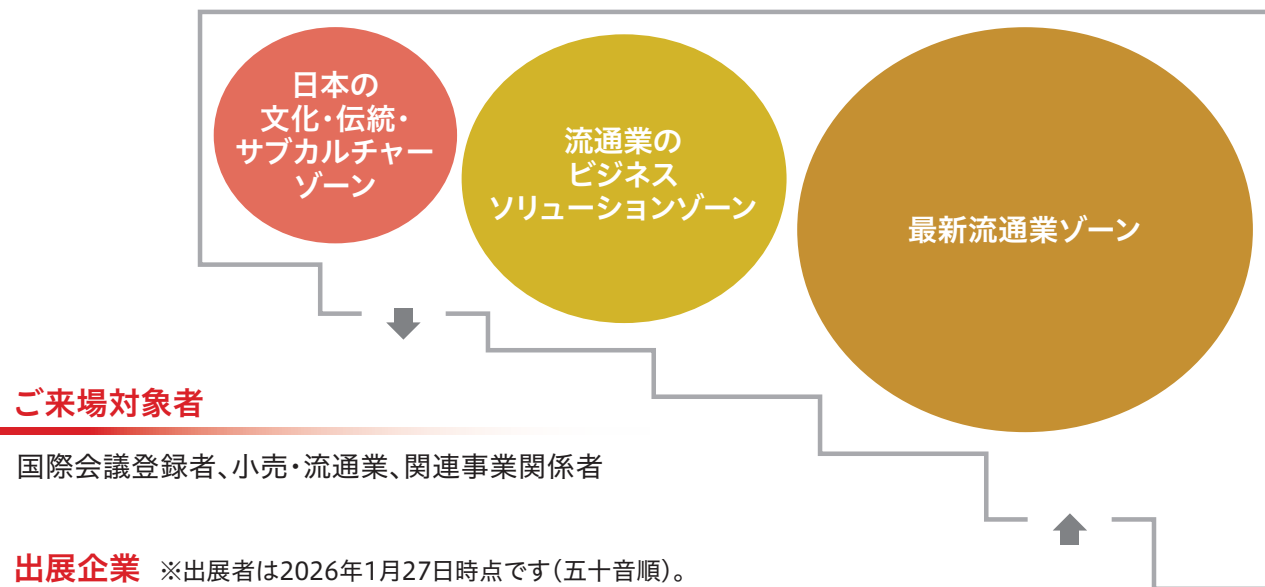 日本の
文化・伝統・
サブカルチャー
ゾーン
流通業の
ビジネス
ソリューションゾーン
最新流通業ゾーン
ご来場対象者
国際会議登録者、小売・流通業、関連事業関係者
出展企業 ※出展者は2026年1月27日時点です(五十音順)。